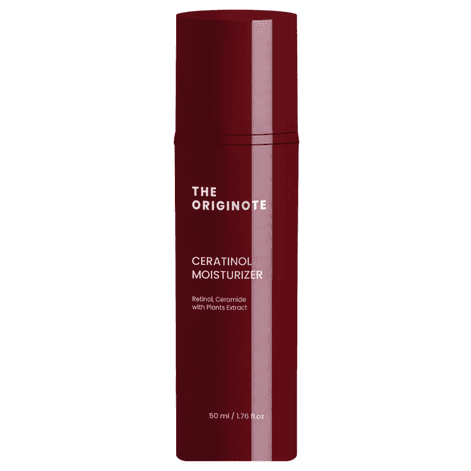 THE
ORIGINOTE
CERATINOL
MOISTURIZER
Retinol, Ceramide
with Plants Extract
50 ml / 1.76 fl.oz